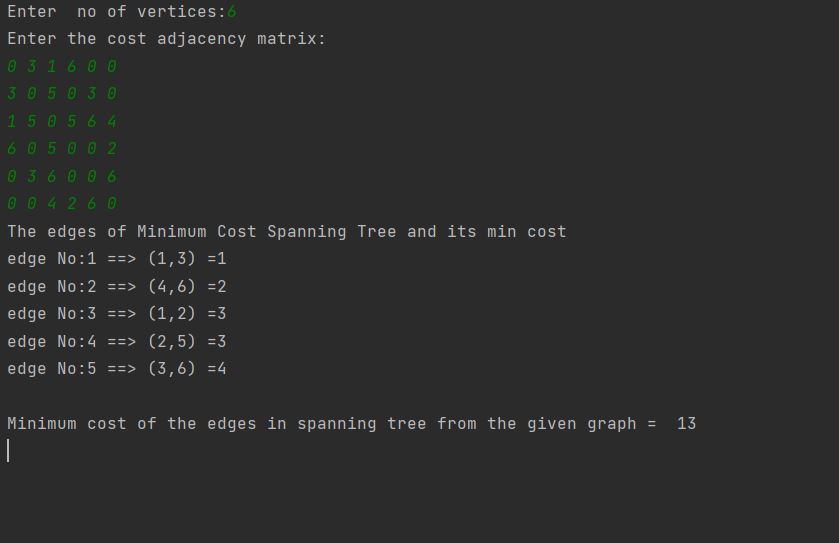 Enter  no of vertices:6
Enter the cost adjacency matrix:
0 3 1 6 0 0
3 0 5 0 3 0
1 5 0 5 6 4
6 0 5 0 0 2
0 3 6 0 0 6
0 0 4 2 6 0
The edges of Minimum Cost Spanning Tree and its min cost
edge No:1 ==> (1,3) =1
edge No:2 ==> (4,6) =2
edge No:3 ==> (1,2) =3
edge No:4 ==> (2,5) =3
edge No:5 ==> (3,6) =4
Minimum cost of the edges in spanning tree from the given graph =  13